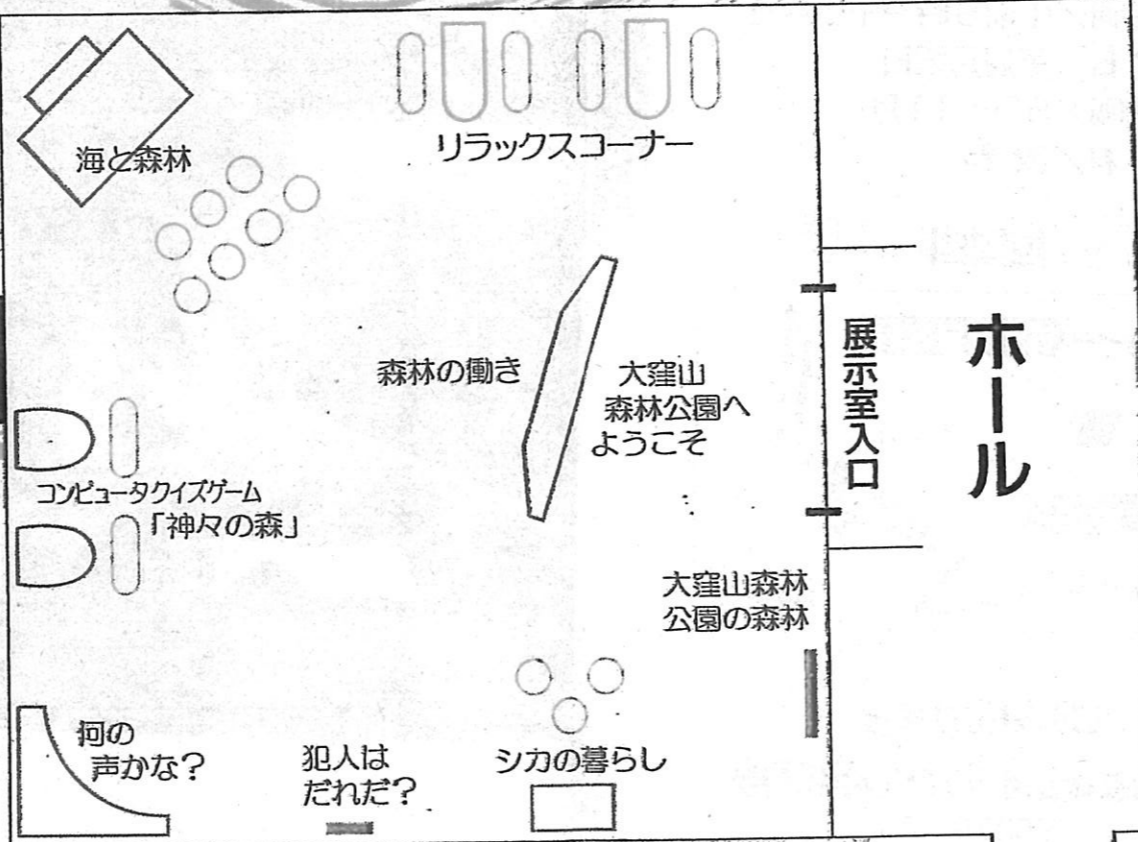 海と森林
リラックスコーナー
森林の働き
大窪山
森林公園へ
ようこそ
展示室入口
ホール
コンピュータクイズゲーム
「神々の森」
大窪山森林
公園の森林
何の
声かな?
犯人は
だれだ?
シカの暮らし